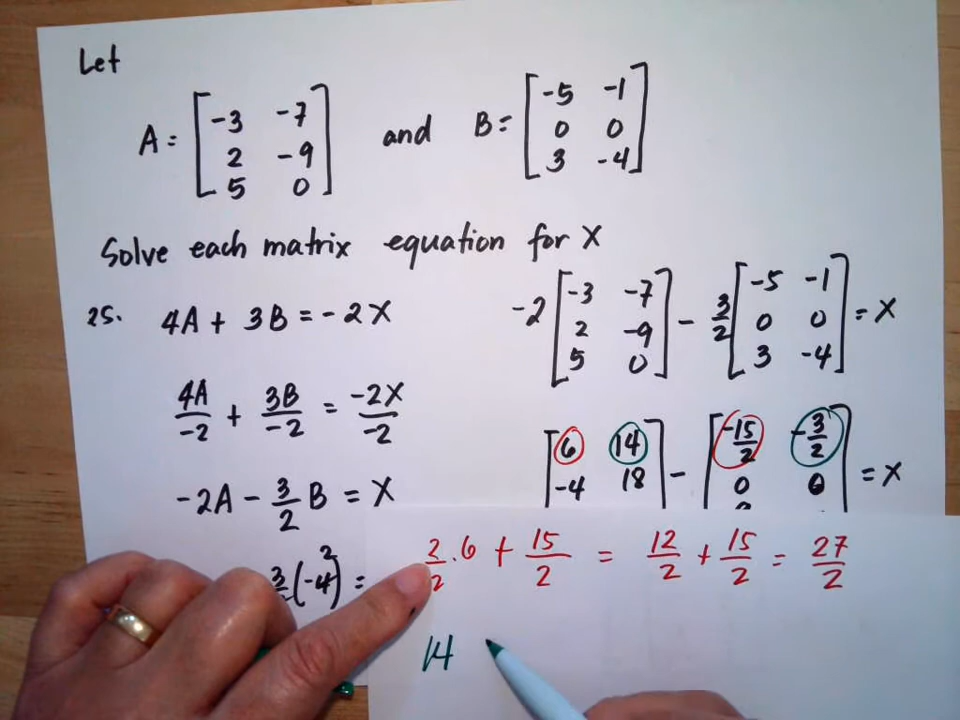 Let
A = [ -3 -7 and B = [ -5 -1
2 -9 0 0
5 0 ] 3 -4 ]
Solve each matrix equation for X
25. 4A + 3B = -2X
4A/-2 + 3B/-2 = -2X/-2
-2A - 3/2 B = X
3/2 (-4²) =
-2 [ -3 -7 - 3/2 [ -5 -1 = X
2 -9 0 0
5 0 ] 3 -4 ]
[ 6 14 - [ -15/2 -3/2 = X
-4 18 ] 0 0 ]
2/2 · 6 + 15/2 = 12/2 + 15/2 = 27/2
14